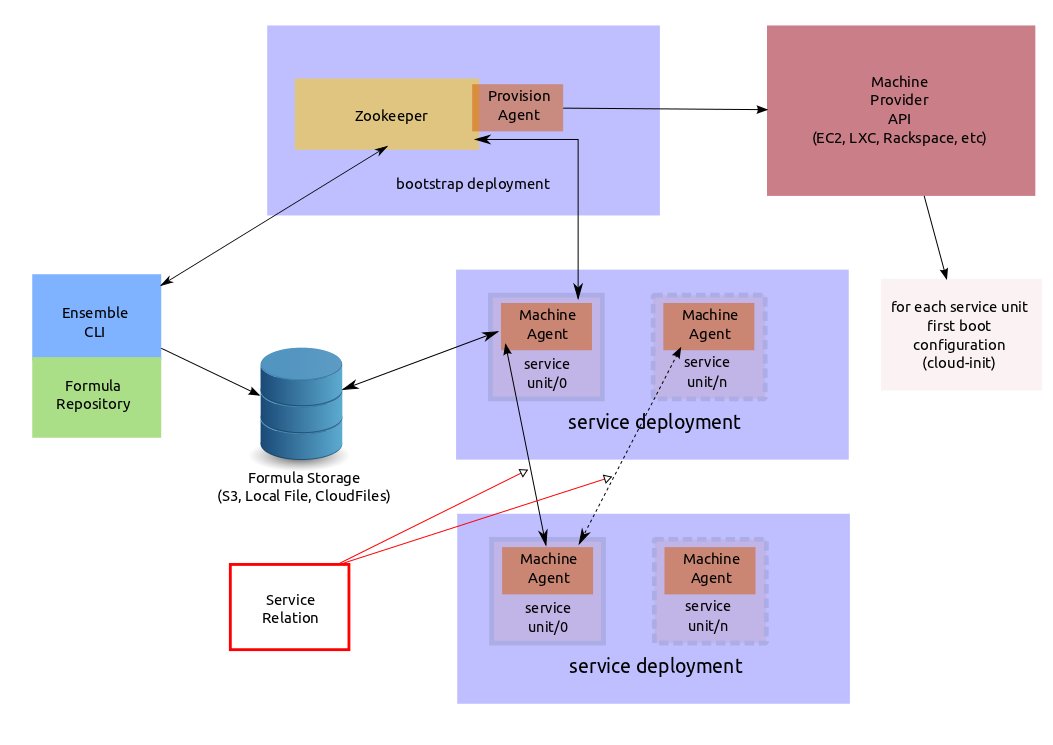 Zookeeper
Provision
Agent
bootstrap deployment
Machine
Provider
API
(EC2, LXC, Rackspace, etc)
Ensemble
CLI
Formula
Repository
Formula Storage
(S3, Local File, CloudFiles)
Machine
Agent
service
unit/0
Machine
Agent
service
unit/n
service deployment
for each service unit
first boot
configuration
(cloud-init)
Service
Relation
Machine
Agent
service
unit/0
Machine
Agent
service
unit/n
service deployment